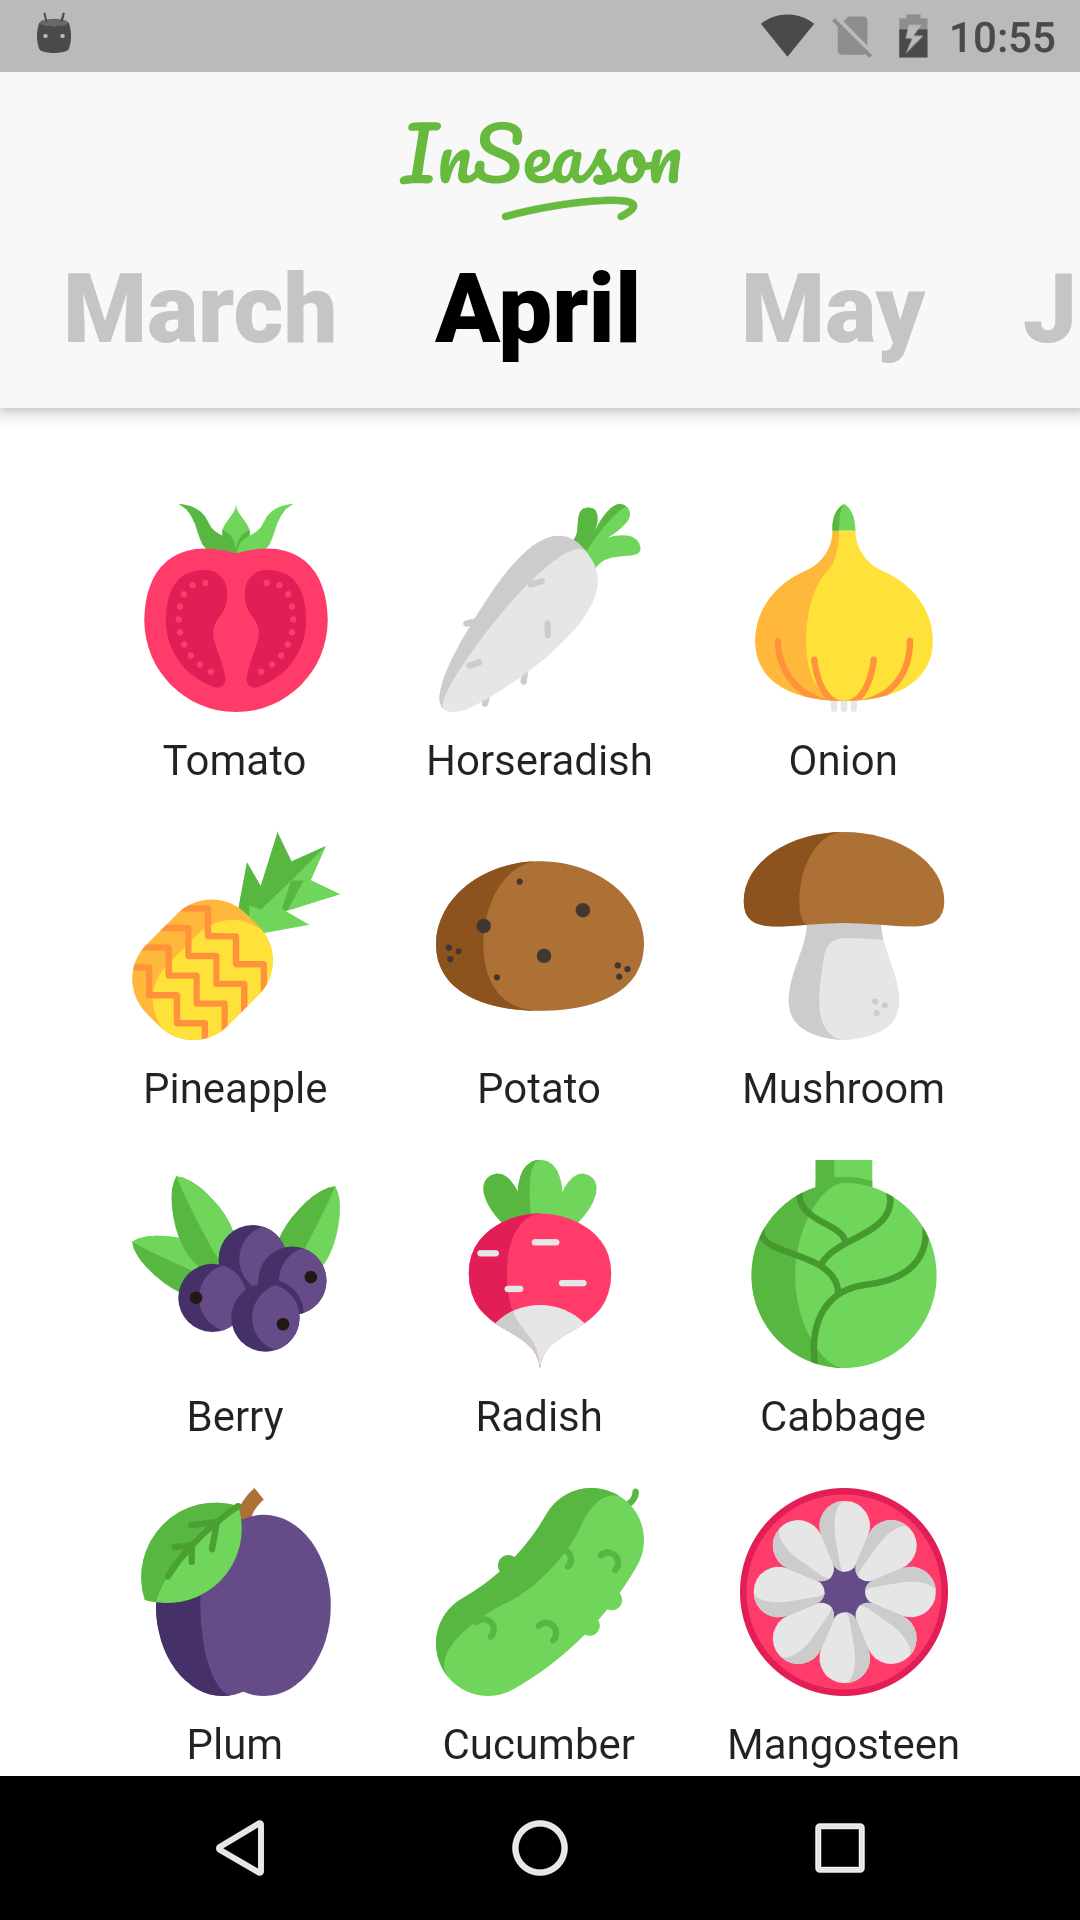 10:55
InSeason
March April May J
Tomato Horseradish Onion
Pineapple Potato Mushroom
Berry Radish Cabbage
Plum Cucumber Mangosteen